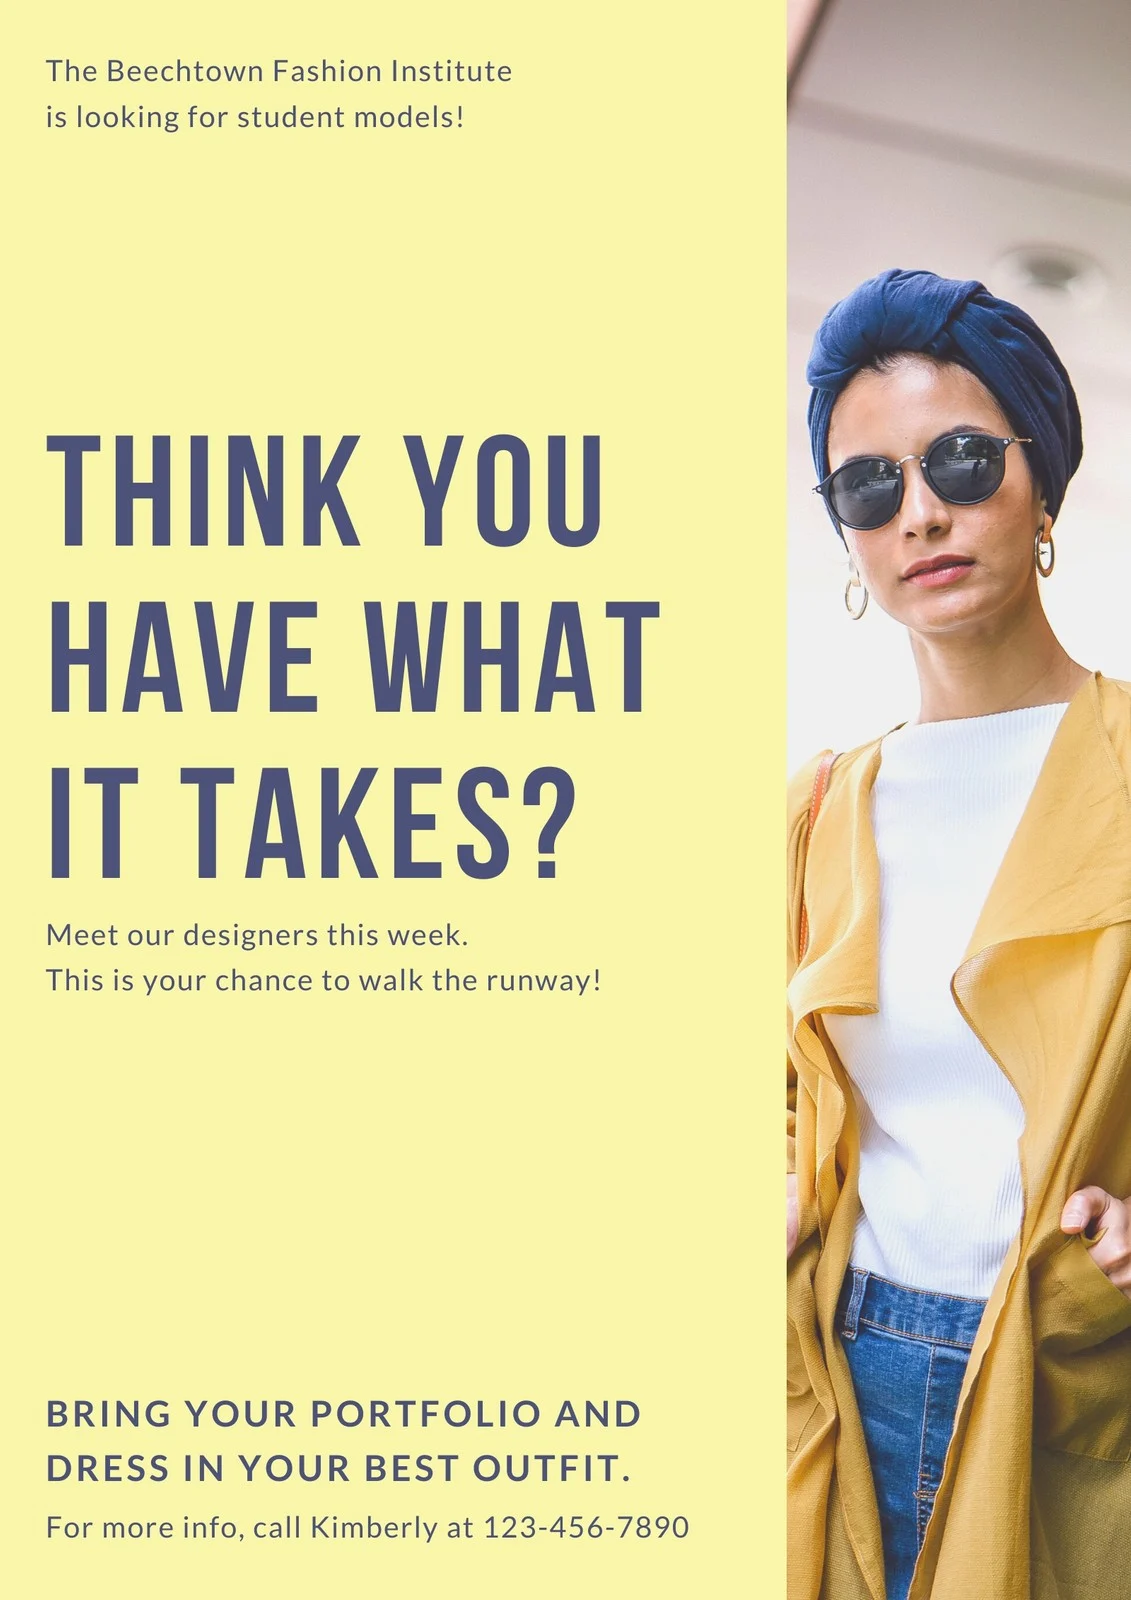 The Beechtown Fashion Institute
is looking for student models!
THINK YOU
HAVE WHAT
IT TAKES?
Meet our designers this week.
This is your chance to walk the runway!
BRING YOUR PORTFOLIO AND
DRESS IN YOUR BEST OUTFIT.
For more info, call Kimberly at 123-456-7890